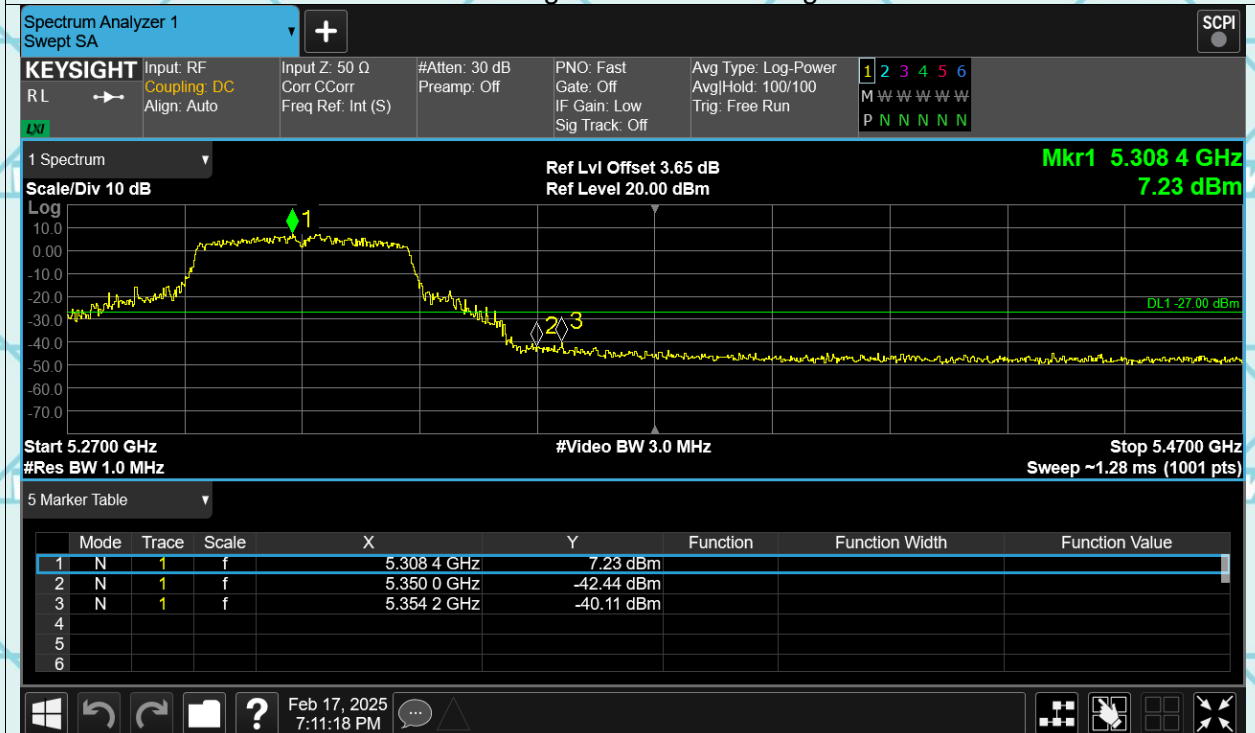 Spectrum Analyzer 1
Swept SA
SCPI
KEYSIGHT
RL
LXI
Input: RF
Coupling: DC
Align: Auto
Input Z: 50 Ω
Corr CCorr
Freq Ref: Int (S)
#Atten: 30 dB
Preamp: Off
PNO: Fast
Gate: Off
IF Gain: Low
Sig Track: Off
Avg Type: Log-Power
Avg|Hold: 100/100
Trig: Free Run
1 2 3 4 5 6
M W W W W W
P N N N N N N
1 Spectrum
Scale/Div 10 dB
Ref Lvl Offset 3.65 dB
Ref Level 20.00 dBm
Mkr1 5.308 4 GHz
7.23 dBm
Log
10.0
0.00
-10.0
-20.0
-30.0
-40.0
-50.0
-60.0
-70.0
1
2
3
DL1 -27.00 dBm
Start 5.2700 GHz
#Video BW 3.0 MHz
Stop 5.4700 GHz
#Res BW 1.0 MHz
Sweep ~1.28 ms (1001 pts)
5 Marker Table
Mode Trace Scale X Y Function Function Width Function Value
1 N 1 f 5.308 4 GHz 7.23 dBm
2 N 1 f 5.350 0 GHz -42.44 dBm
3 N 1 f 5.354 2 GHz -40.11 dBm
4
5
6
?
Feb 17, 2025
7:11:18 PM